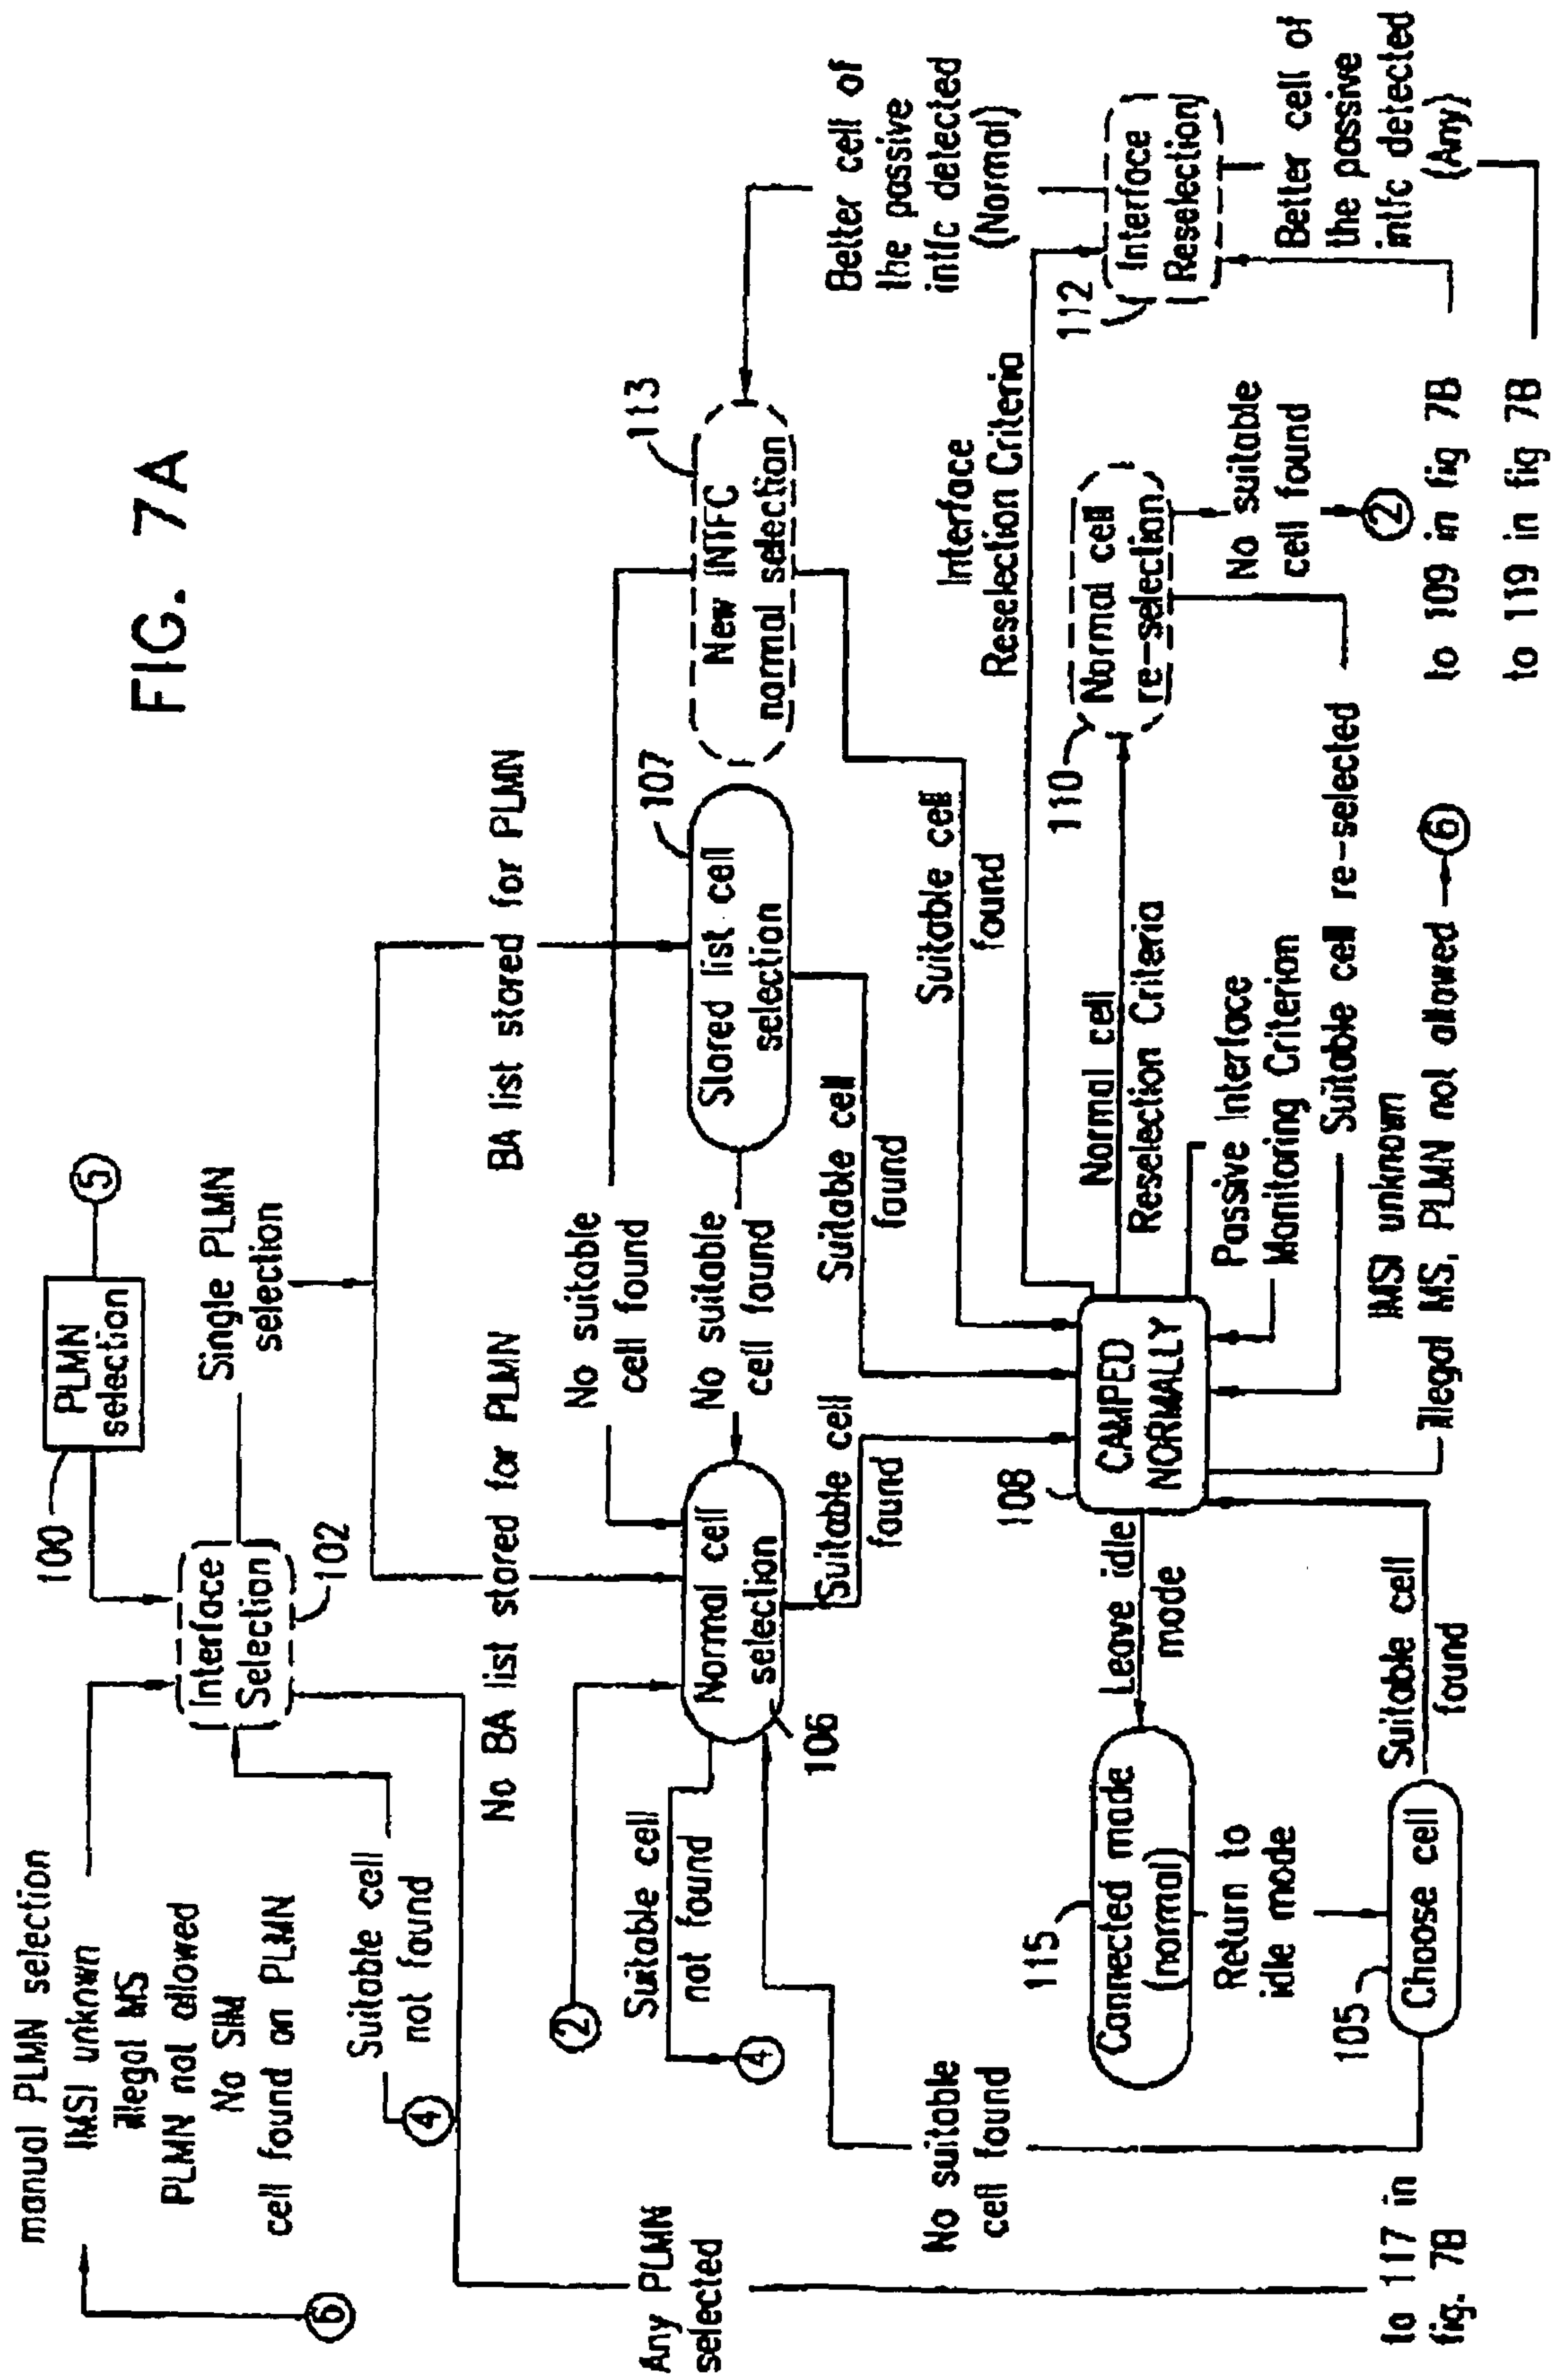 FIG. 7A
manual PLMN selection
IMSI unknown
illegal MS
PLMN not allowed
No SIM
cell found on PLMN
6
100
PLMN
selection
5
Interface
Selection
102
Single PLMN
selection
Suitable cell
not found
4
Any PLMN
selected
to 117 in
fig. 7B
No BA list stored for PLMN
BA list stored for PLMN
2
Suitable cell
not found
4
Normal cell
selection
106
No suitable
cell found
No suitable
cell found
Stored list cell
selection
107
New INTFC
normal selection
113
Better cell of
the passive
intfc detected
(Normal)
Suitable cell
found
Suitable cell
found
Suitable cell
found
Interface
Reselection Criteria
No suitable
cell found
115
Connected mode
(normal)
Leave idle
mode
108
CAMPED
NORMALLY
Normal cell
Reselection Criteria
110
Normal cell
re-selection
112
Interface
Reselection
Return to
idle mode
Passive Interface
Monitoring Criterion
No suitable
cell found
2
Better cell of
the passive
intfc detected
(Any)
105
Choose cell
Suitable cell
found
Suitable cell re-selected
IMSI unknown
illegal MS, PLMN not allowed
6
to 109 in fig 7B
to 119 in fig 7B